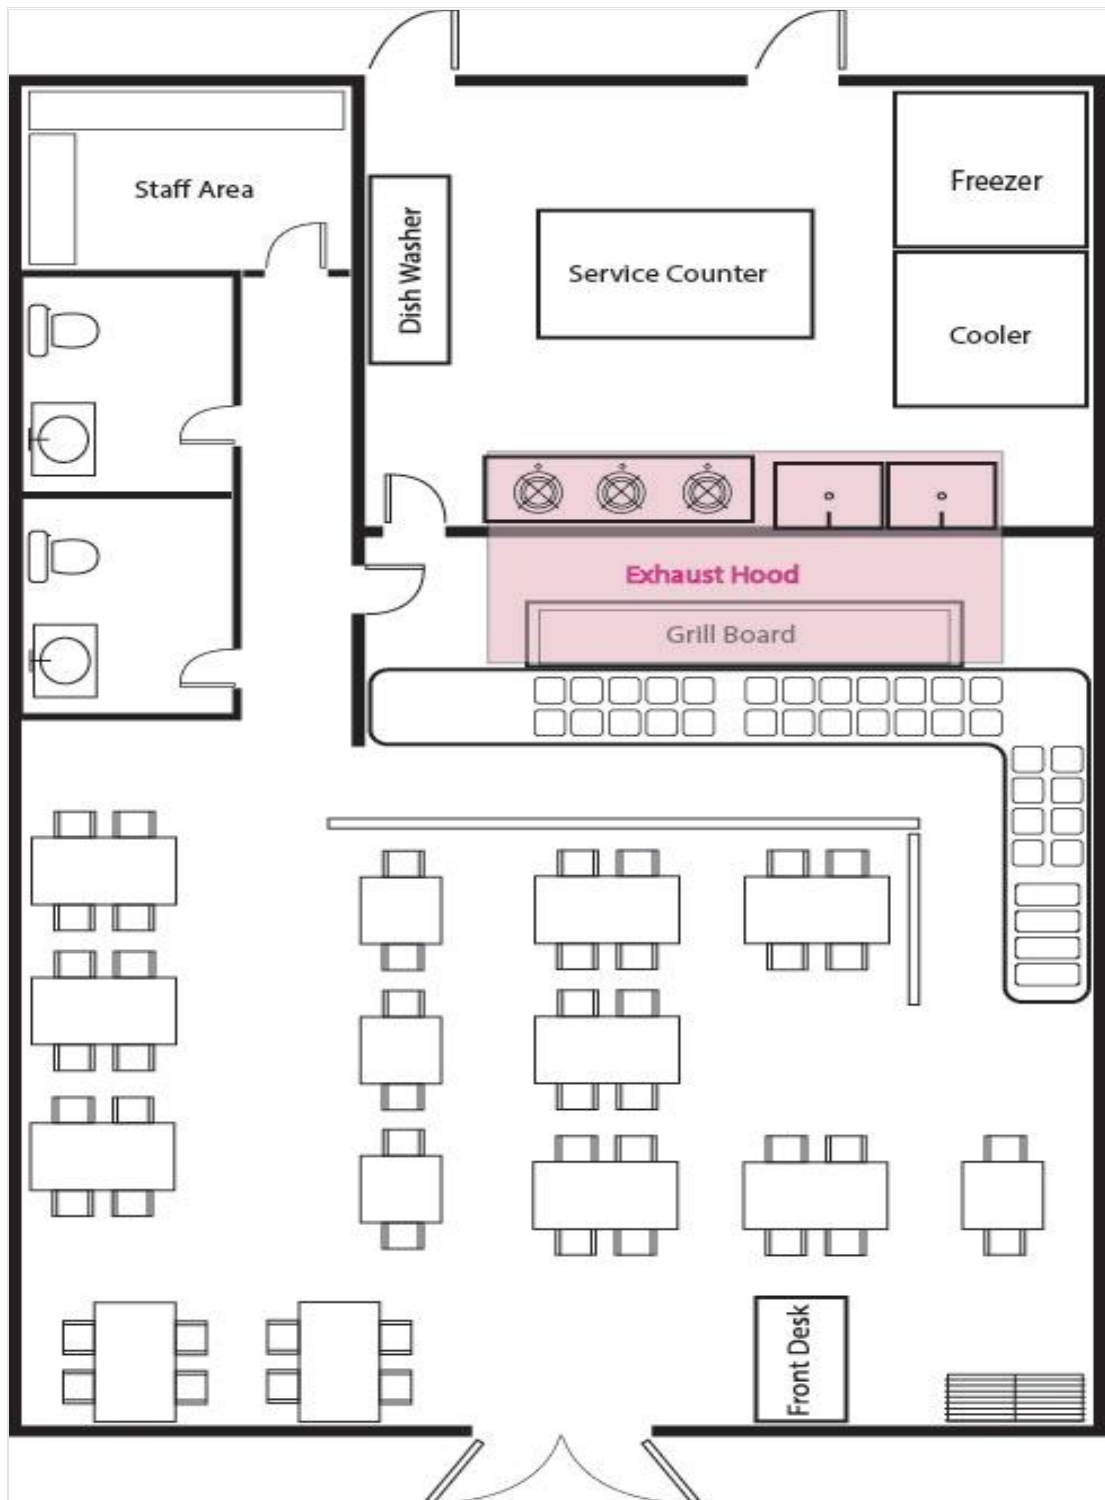 Staff Area
Dish Washer
Service Counter
Freezer
Cooler
Exhaust Hood
Grill Board
Front Desk